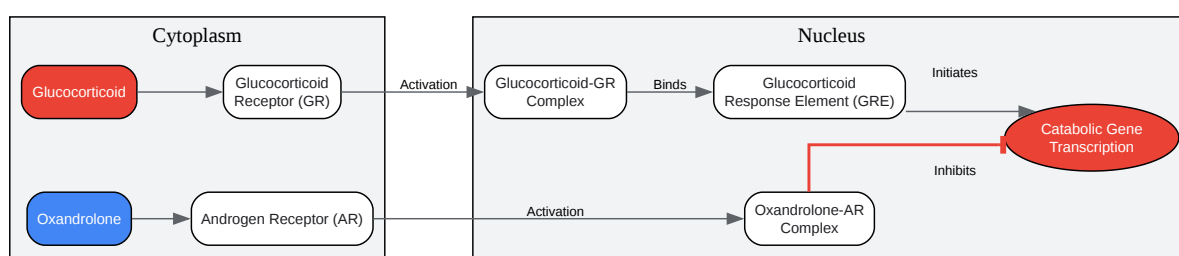 Cytoplasm
Nucleus
Glucocorticoid
Glucocorticoid
Receptor (GR)
Activation
Glucocorticoid-GR
Complex
Binds
Glucocorticoid
Response Element (GRE)
Initiates
Catabolic Gene
Transcription
Inhibits
Oxandrolone
Androgen Receptor (AR)
Activation
Oxandrolone-AR
Complex